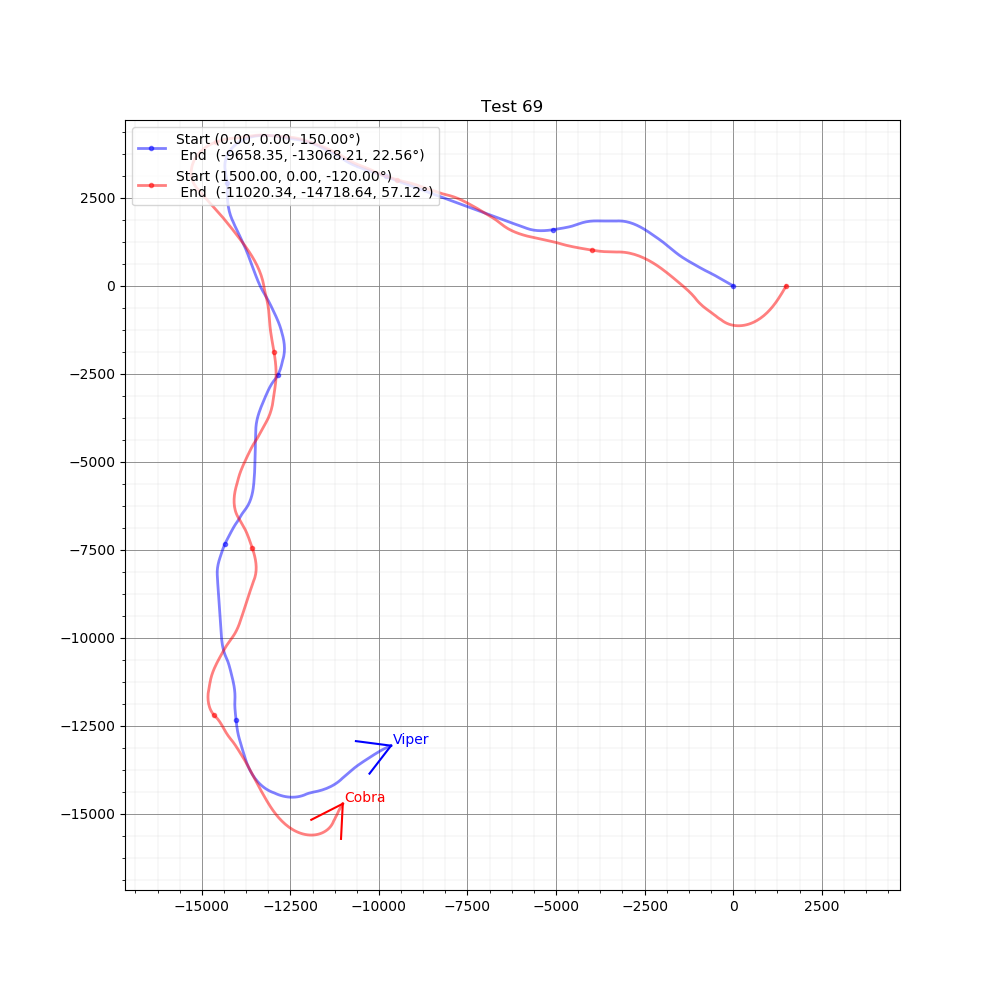 Test 69
Start (0.00, 0.00, 150.00°)
End (-9658.35, -13068.21, 22.56°)
Start (1500.00, 0.00, -120.00°)
End (-11020.34, -14718.64, 57.12°)
2500
0
−2500
−5000
−7500
−10000
−12500
−15000
Viper
Cobra
−15000 −12500 −10000 −7500 −5000 −2500 0 2500